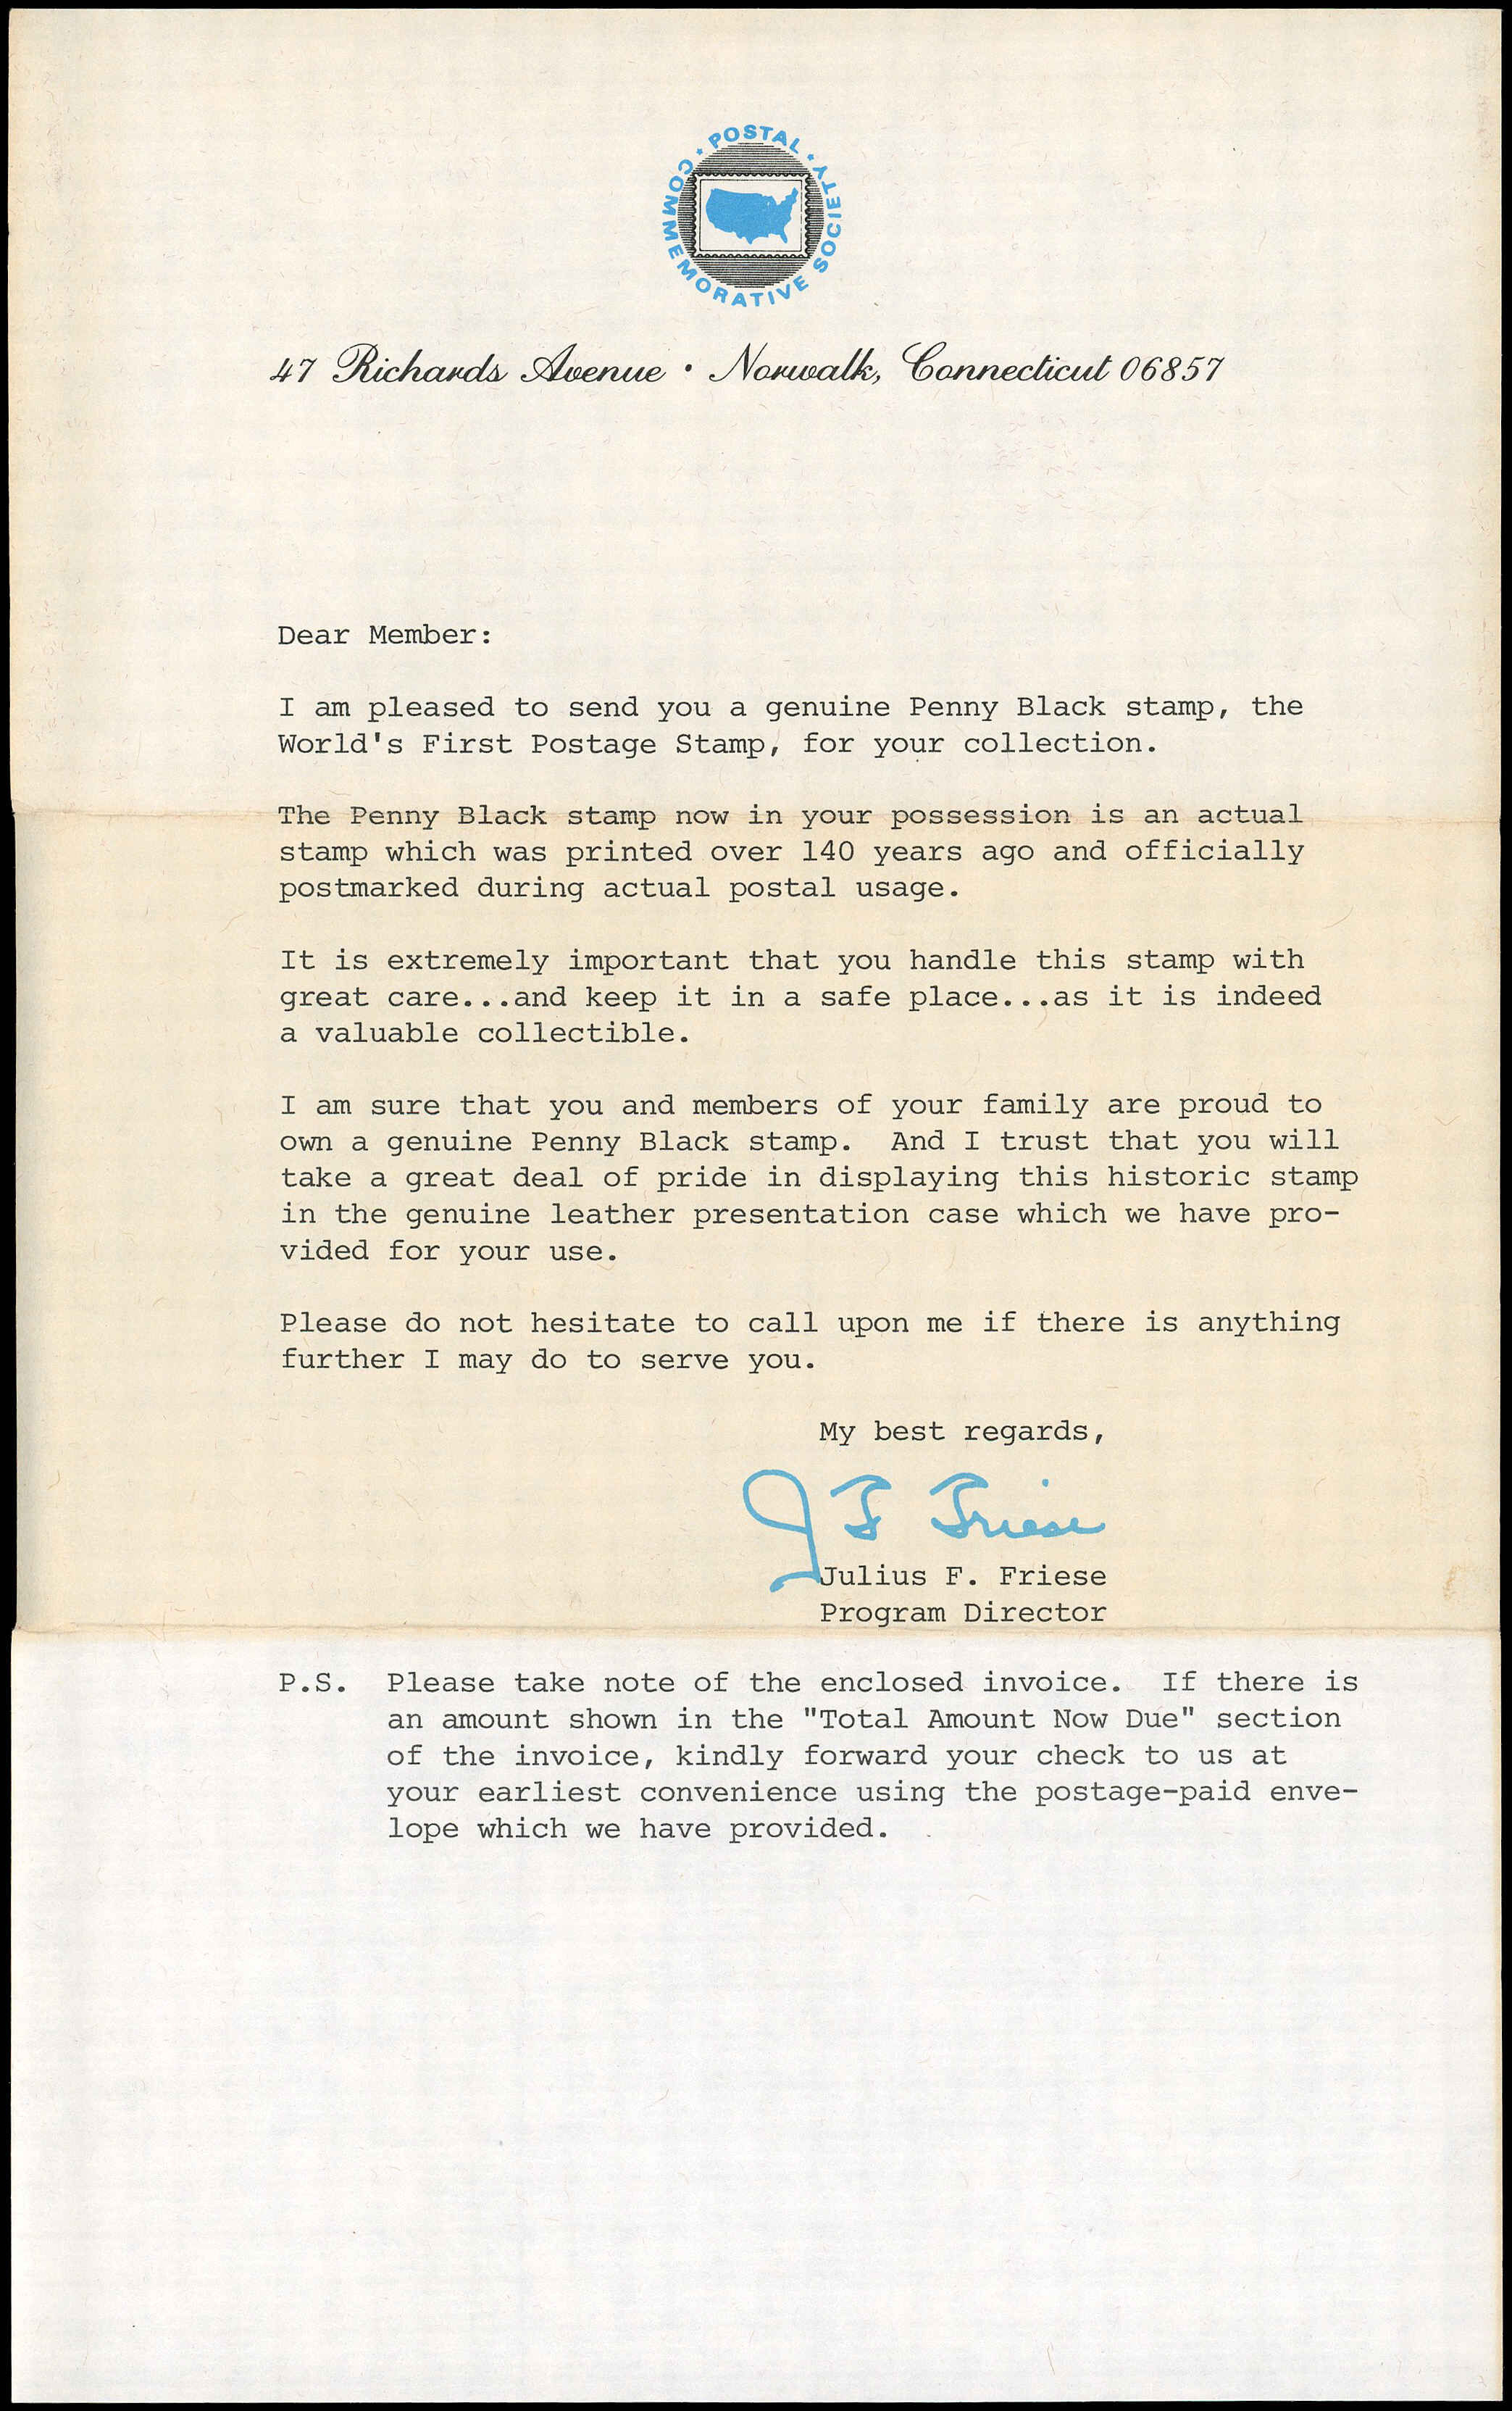 POSTAL
COMMEMORATIVE SOCIETY
47 Richards Avenue • Norwalk, Connecticut 06857
Dear Member:
I am pleased to send you a genuine Penny Black stamp, the
World's First Postage Stamp, for your collection.
The Penny Black stamp now in your possession is an actual
stamp which was printed over 140 years ago and officially
postmarked during actual postal usage.
It is extremely important that you handle this stamp with
great care...and keep it in a safe place...as it is indeed
a valuable collectible.
I am sure that you and members of your family are proud to
own a genuine Penny Black stamp.  And I trust that you will
take a great deal of pride in displaying this historic stamp
in the genuine leather presentation case which we have pro-
vided for your use.
Please do not hesitate to call upon me if there is anything
further I may do to serve you.
My best regards,
J F Friese
Julius F. Friese
Program Director
P.S.  Please take note of the enclosed invoice.  If there is
an amount shown in the "Total Amount Now Due" section
of the invoice, kindly forward your check to us at
your earliest convenience using the postage-paid enve-
lope which we have provided.